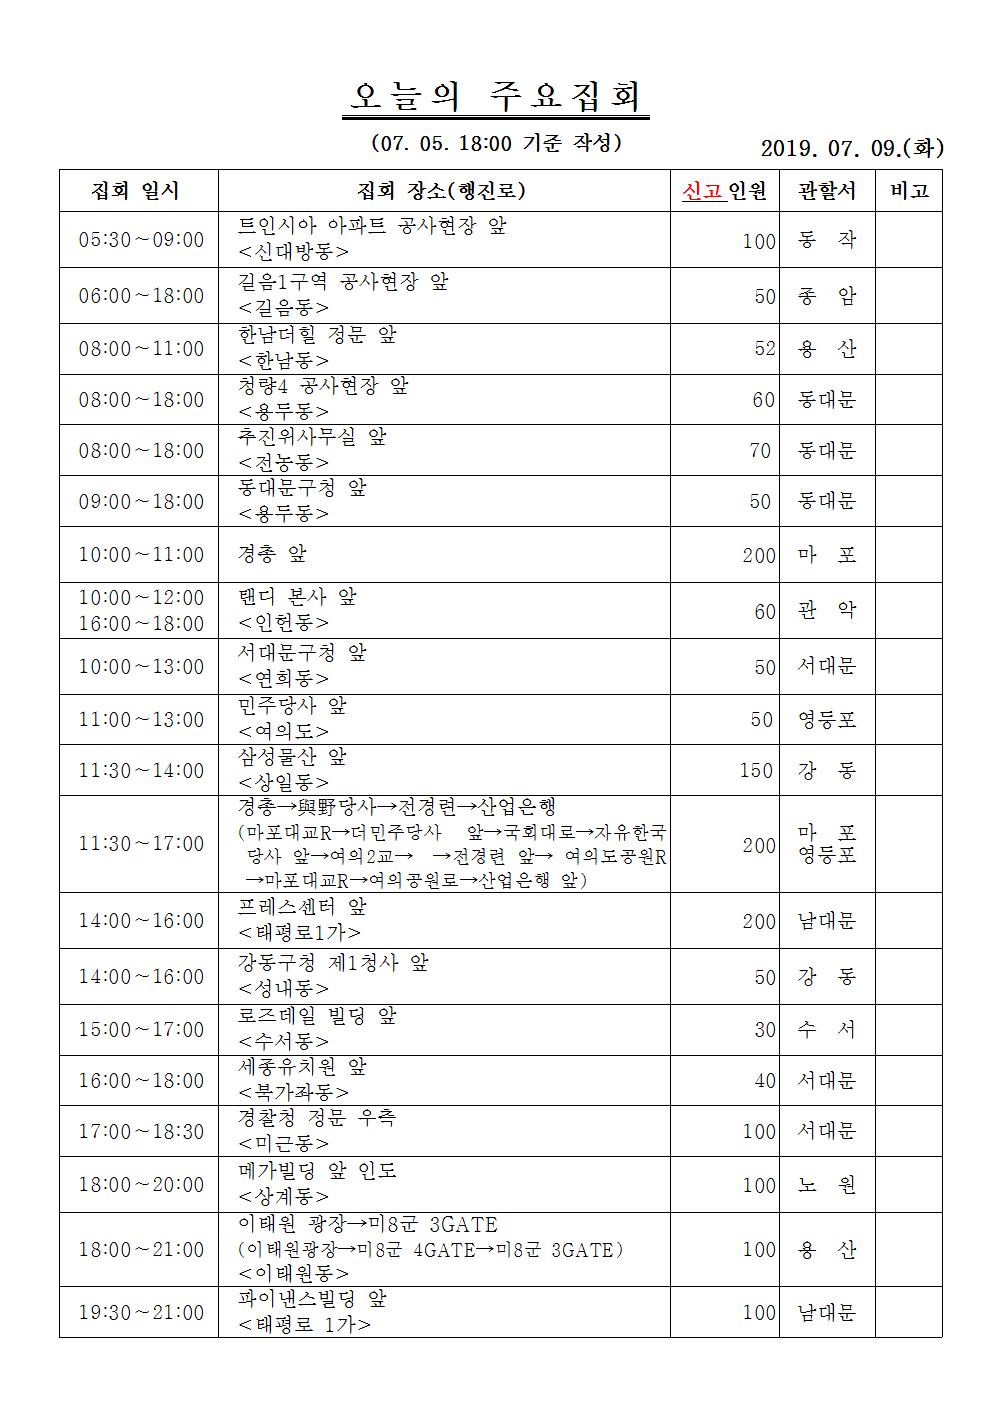 오늘의 주요집회
(07. 05. 18:00 기준 작성)
2019. 07. 09.(화)
집회 일시 집회 장소(행진로) 신고인원 관할서 비고
05:30~09:00 트인시아 아파트 공사현장 앞 100 동 작
<신대방동>
06:00~18:00 길음1구역 공사현장 앞 50 종 암
<길음동>
08:00~11:00 한남더힐 정문 앞 52 용 산
<한남동>
08:00~18:00 청량4 공사현장 앞 60 동대문
<용두동>
08:00~18:00 추진위사무실 앞 70 동대문
<전농동>
09:00~18:00 동대문구청 앞 50 동대문
<용두동>
10:00~11:00 경총 앞 200 마 포
10:00~12:00 탠디 본사 앞 60 관 악
16:00~18:00 <인헌동>
10:00~13:00 서대문구청 앞 50 서대문
<연희동>
11:00~13:00 민주당사 앞 50 영등포
<여의도>
11:30~14:00 삼성물산 앞 150 강 동
<상일동>
11:30~17:00 경총→與野당사→전경련→산업은행 200 마 포
(마포대교R→더민주당사 앞→국회대로→자유한국 영등포
당사 앞→여의2교→ →전경련 앞→ 여의도공원R
→마포대교R→여의공원로→산업은행 앞)
14:00~16:00 프레스센터 앞 200 남대문
<태평로1가>
14:00~16:00 강동구청 제1청사 앞 50 강 동
<성내동>
15:00~17:00 로즈데일 빌딩 앞 30 수 서
<수서동>
16:00~18:00 세종유치원 앞 40 서대문
<북가좌동>
17:00~18:30 경찰청 정문 우측 100 서대문
<미근동>
18:00~20:00 메가빌딩 앞 인도 100 노 원
<상계동>
18:00~21:00 이태원 광장→미8군 3GATE 100 용 산
(이태원광장→미8군 4GATE→미8군 3GATE)
<이태원동>
19:30~21:00 파이낸스빌딩 앞 100 남대문
<태평로 1가>